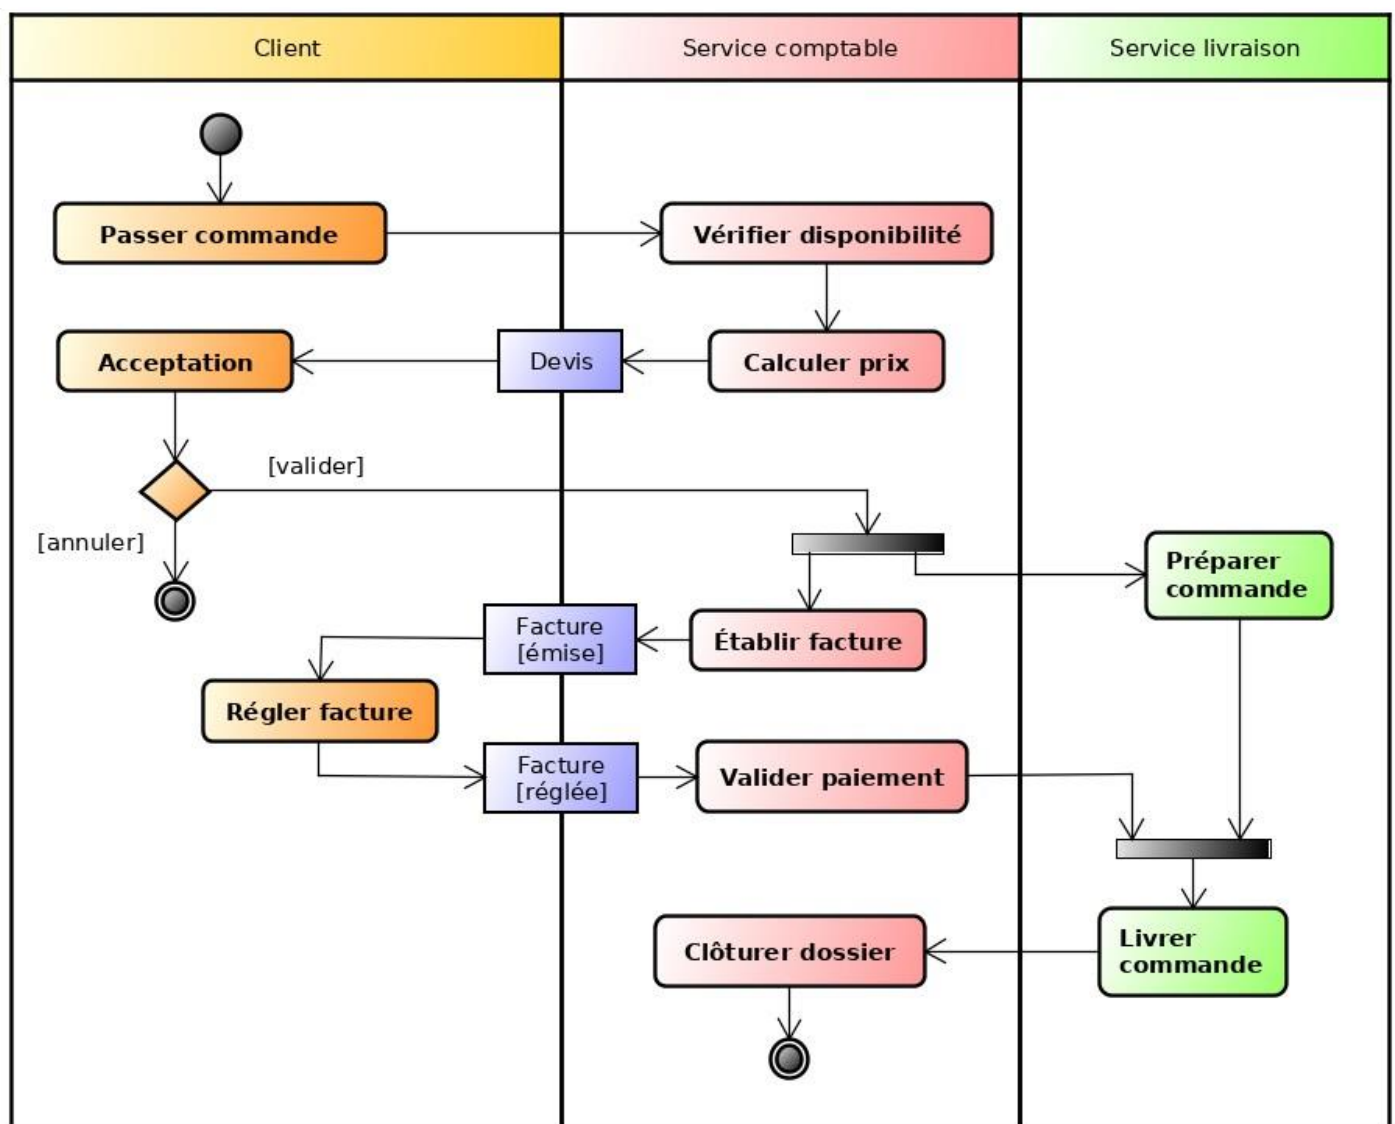 Client
Service comptable
Service livraison
Passer commande
Vérifier disponibilité
Acceptation
Devis
Calculer prix
[valider]
[annuler]
Préparer
commande
Facture
[émise]
Établir facture
Régler facture
Facture
[réglée]
Valider paiement
Clôturer dossier
Livrer
commande